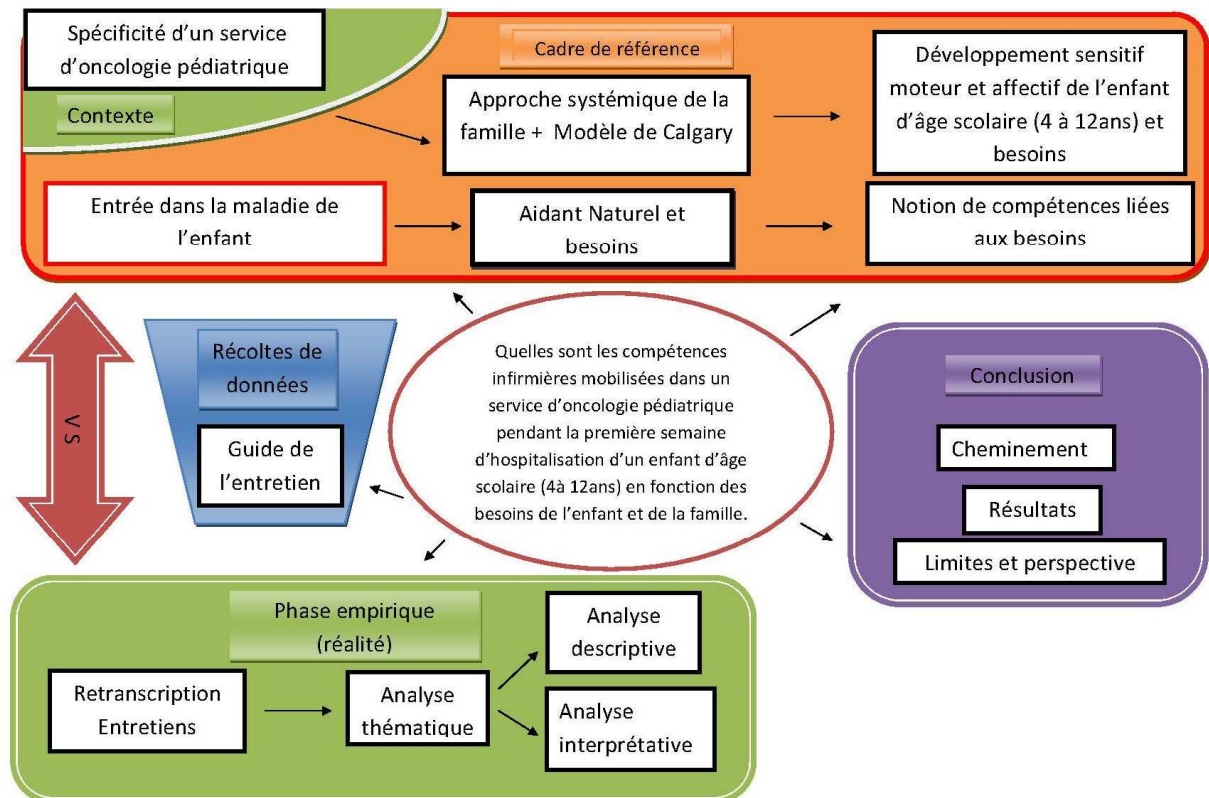 Spécificité d'un service
d'oncologie pédiatrique
Contexte
Cadre de référence
Approche systémique de la
famille + Modèle de Calgary
Développement sensitif
moteur et affectif de l'enfant
d'âge scolaire (4 à 12ans) et
besoins
Entrée dans la maladie de
l'enfant
Aidant Naturel et
besoins
Notion de compétences liées
aux besoins
V S
Récoltes de
données
Guide de
l'entretien
Quelles sont les compétences
infirmières mobilisées dans un
service d'oncologie pédiatrique
pendant la première semaine
d'hospitalisation d'un enfant d'âge
scolaire (4à 12ans) en fonction des
besoins de l'enfant et de la famille.
Conclusion
Cheminement
Résultats
Limites et perspective
Phase empirique
(réalité)
Retranscription
Entretiens
Analyse
thématique
Analyse
descriptive
Analyse
interprétative